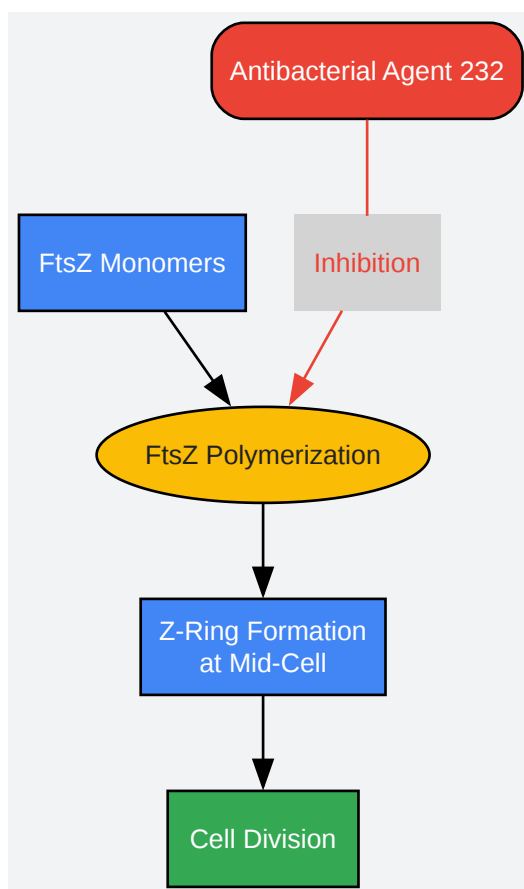 Antibacterial Agent 232
FtsZ Monomers
Inhibition
FtsZ Polymerization
Z-Ring Formation
at Mid-Cell
Cell Division